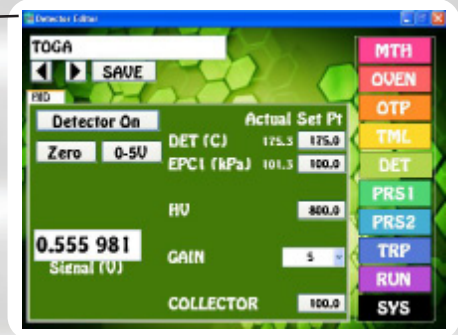 Detector Editor
TOGA
MTH
SAVE
OVEN
PID
OTP
Detector On
Actual Set Pt
TML
Zero 0-5V
DET (C) 175.3 175.0
EPC1 (kPa) 101.3 100.0
DET
PRS1
HV 800.0
PRS2
0.555 981
Signal (V)
GAIN 5
TRP
RUN
COLLECTOR 100.0
SYS